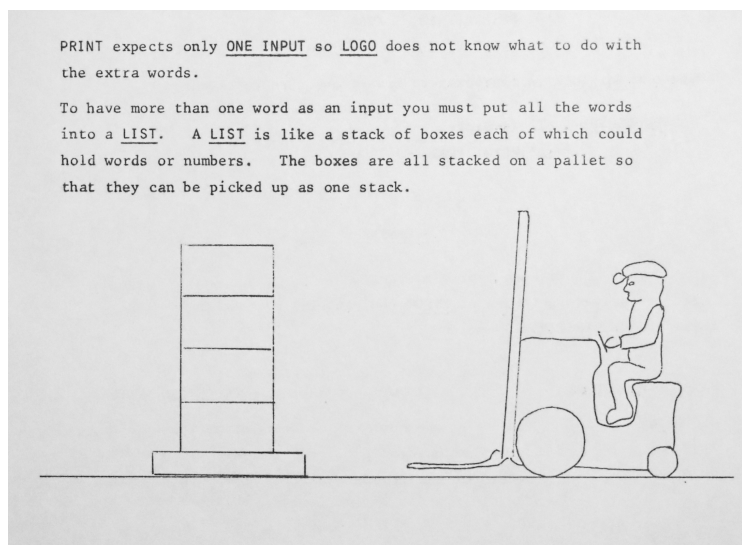 PRINT expects only ONE INPUT so LOGO does not know what to do with
the extra words.
To have more than one word as an input you must put all the words
into a LIST. A LIST is like a stack of boxes each of which could
hold words or numbers. The boxes are all stacked on a pallet so
that they can be picked up as one stack.